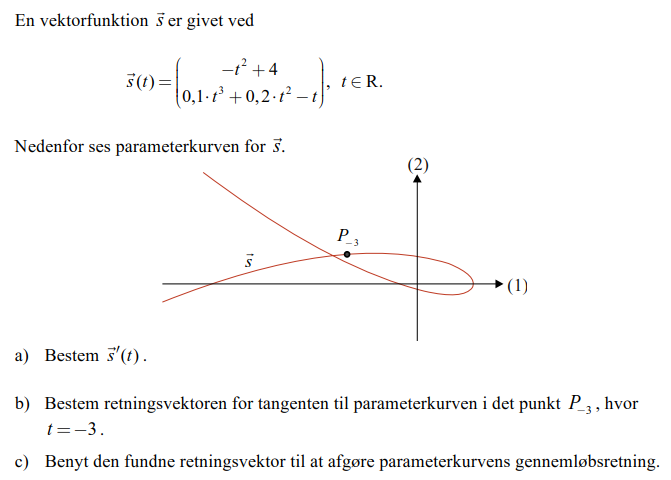 En vektorfunktion s⃗ er givet ved
s⃗(t) = (−t² + 4
0,1·t³ + 0,2·t² − t), t ∈ R.
Nedenfor ses parameterkurven for s⃗.
(2)
P₋₃
s⃗
(1)
a) Bestem s⃗′(t).
b) Bestem retningsvektoren for tangenten til parameterkurven i det punkt P₋₃, hvor
t = −3.
c) Benyt den fundne retningsvektor til at afgøre parameterkurvens gennemløbsretning.